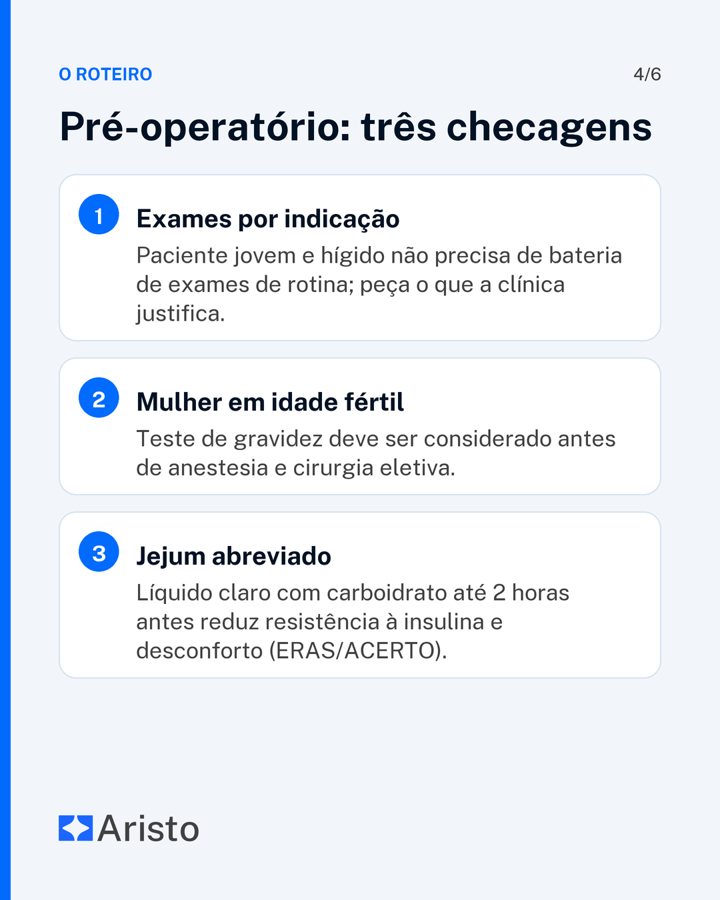 O ROTEIRO
4/6
Pré-operatório: três checagens
1
Exames por indicação
Paciente jovem e hígido não precisa de bateria
de exames de rotina; peça o que a clínica
justifica.
2
Mulher em idade fértil
Teste de gravidez deve ser considerado antes
de anestesia e cirurgia eletiva.
3
Jejum abreviado
Líquido claro com carboidrato até 2 horas
antes reduz resistência à insulina e
desconforto (ERAS/ACERTO).
Aristo